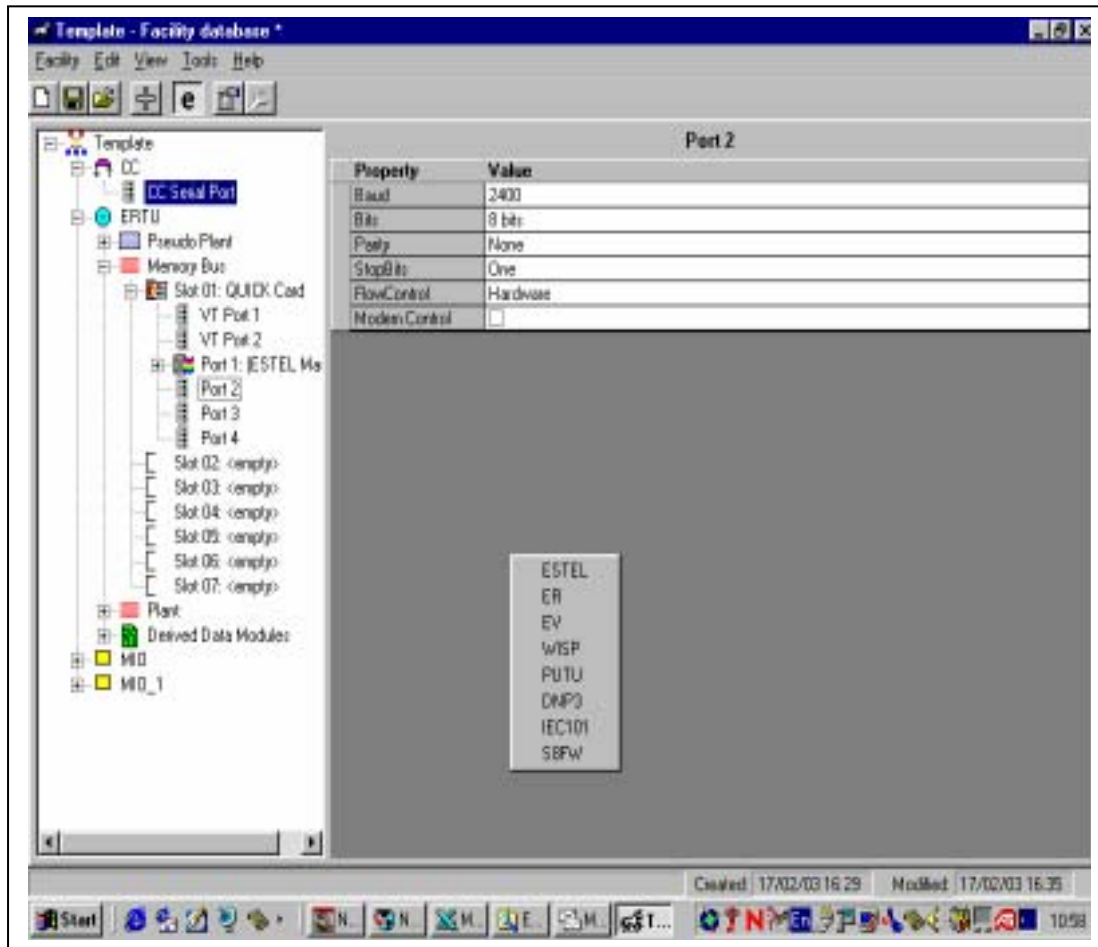 Template - Facility database *
Facility Edit View Tools Help
e
Template
CC
CC Serial Port
ERTU
Pseudo Plant
Memory Bus
Slot 01: QUICK Card
VT Port 1
VT Port 2
Port 1: (ESTEL Ma
Port 2
Port 3
Port 4
Slot 02: <empty>
Slot 03: <empty>
Slot 04: <empty>
Slot 05: <empty>
Slot 06: <empty>
Slot 07: <empty>
Plant
Derived Data Modules
MIO
MIO_1
Port 2
Property Value
Baud 2400
Bits 8 bits
Parity None
StopBits One
FlowControl Hardware
Modem Control
ESTEL
ER
EV
WISP
PUTU
DNP3
IEC101
SBFW
Created: 17/02/03 16:29 Modified: 17/02/03 16:35
Start N... N... M... E... M... T... En 10:58